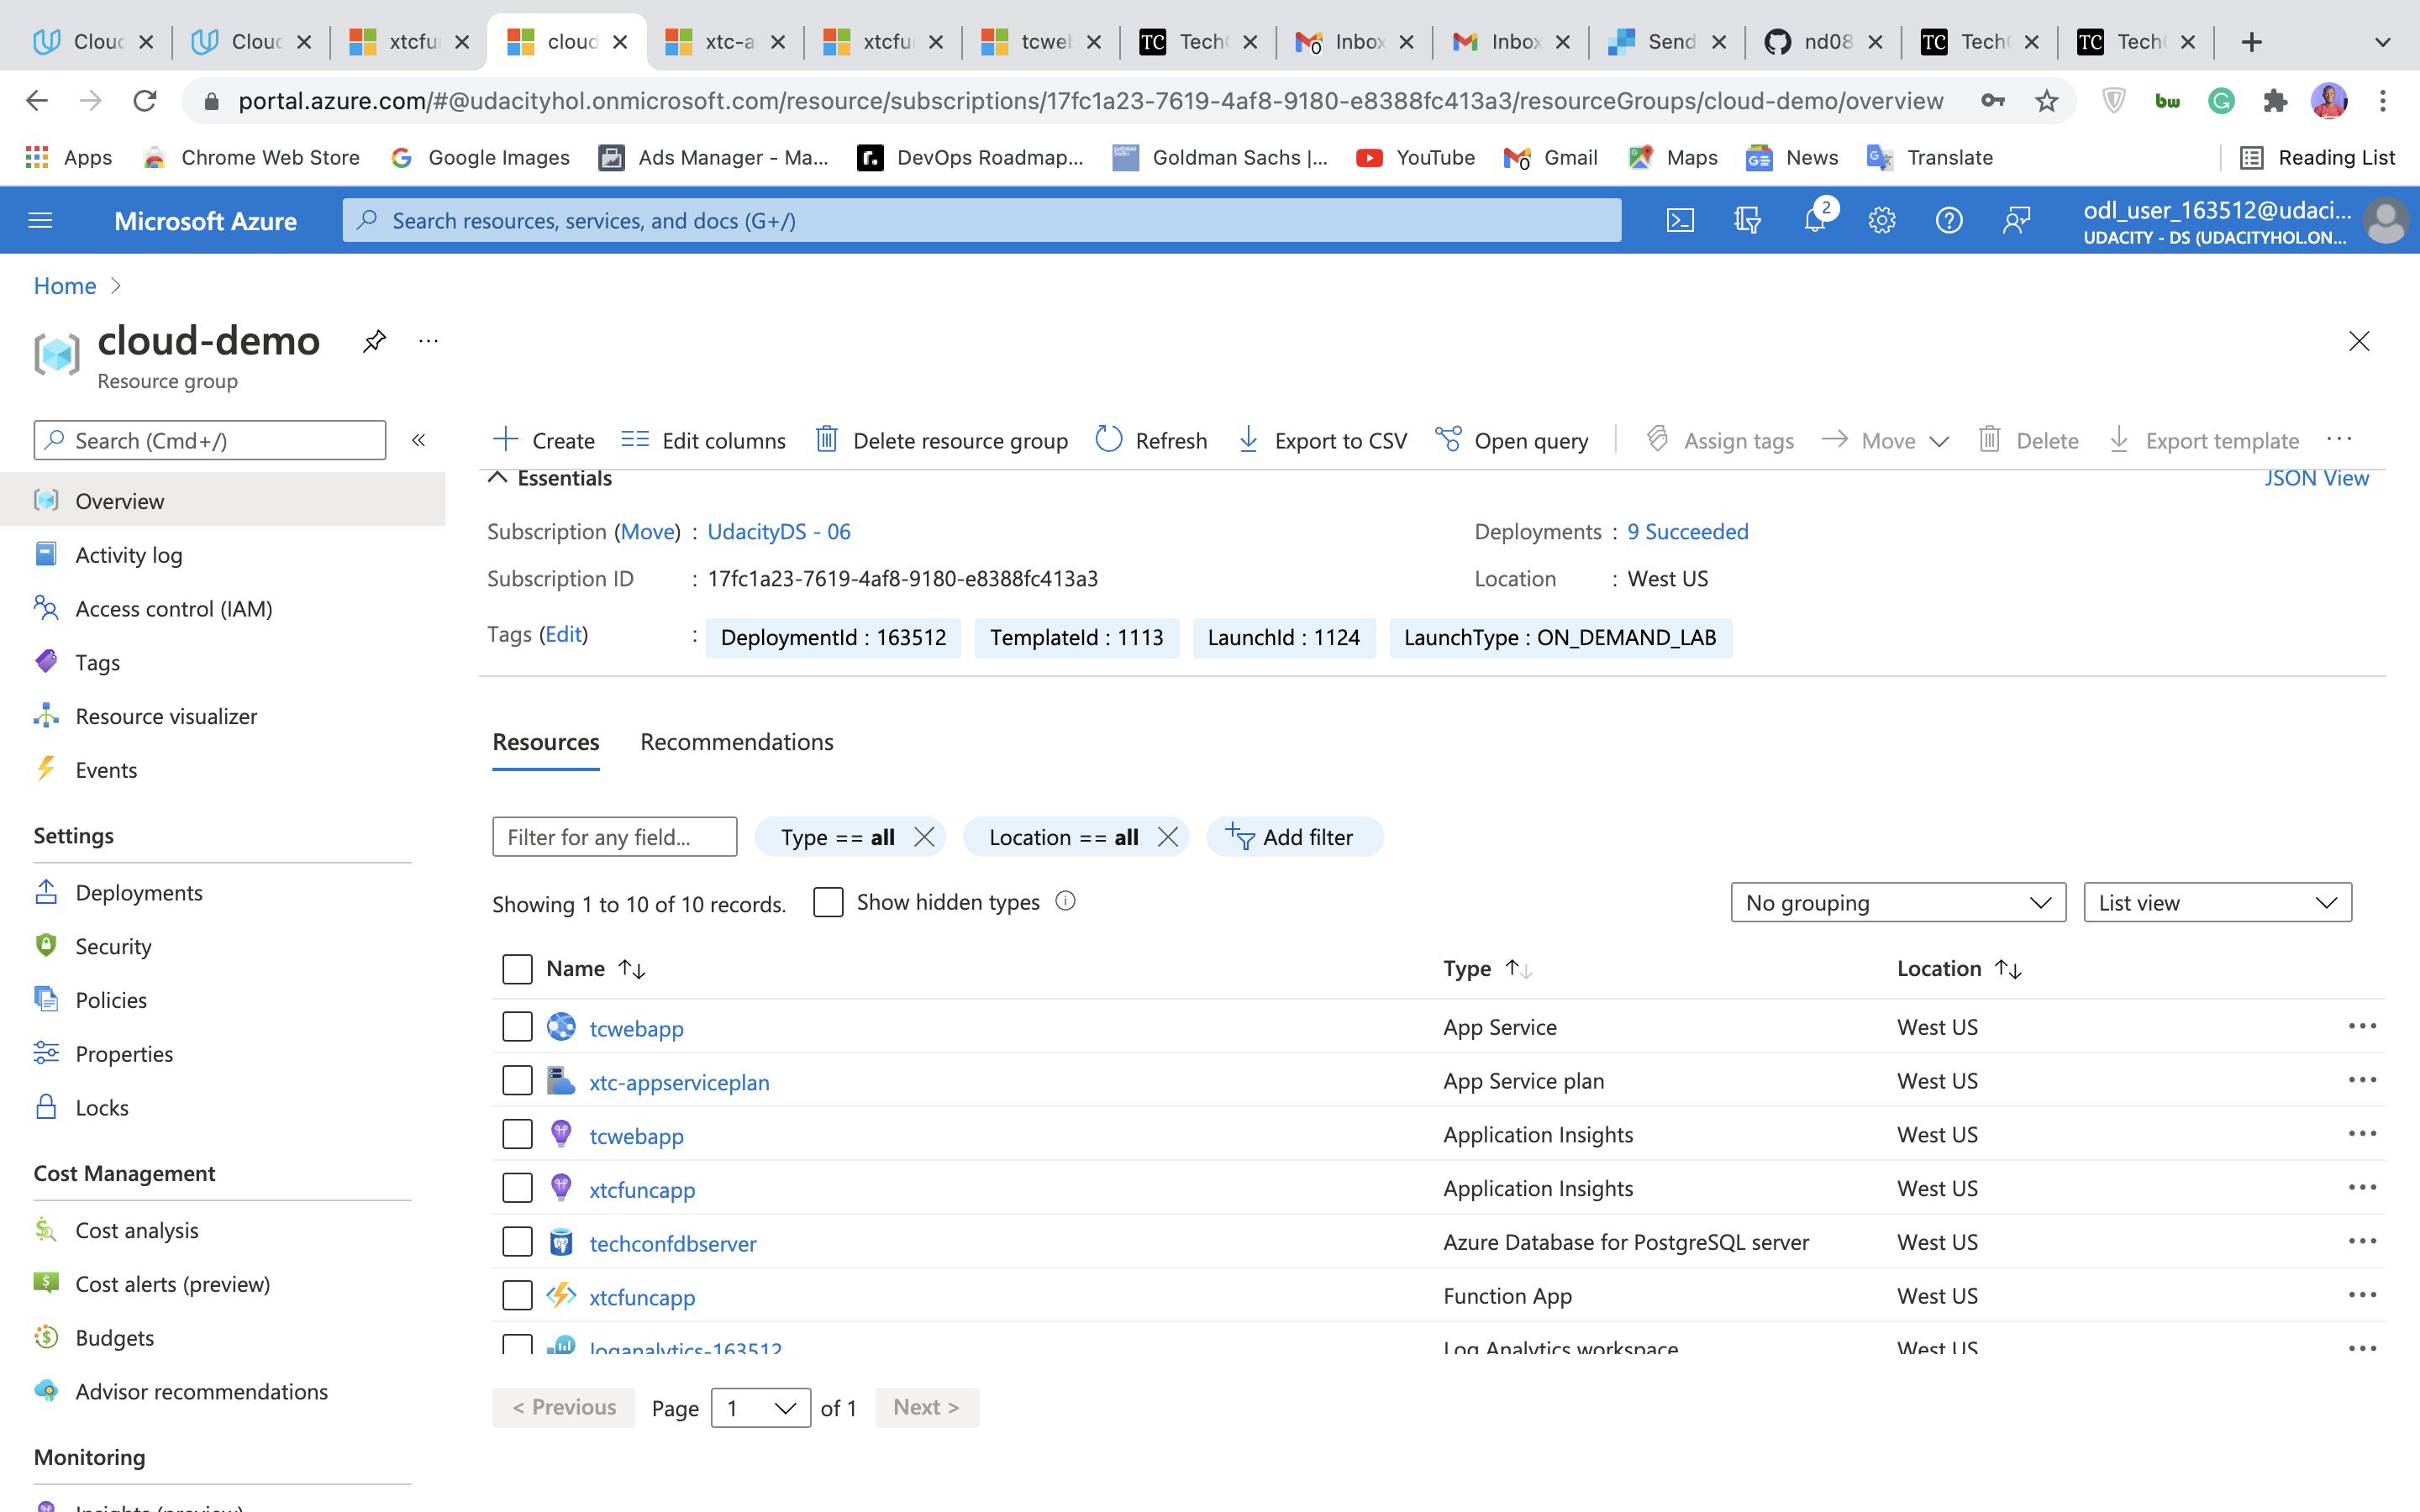 Clouc
Clouc
xtcfu
cloud
xtc-a
xtcfu
tcwe
Tech
Inbox
Inbox
Send
nd08
Tech
Tech
portal.azure.com/#@udacityhol.onmicrosoft.com/resource/subscriptions/17fc1a23-7619-4af8-9180-e8388fc413a3/resourceGroups/cloud-demo/overview
Apps
Chrome Web Store
Google Images
Ads Manager - Ma...
DevOps Roadmap...
Goldman Sachs |...
YouTube
Gmail
Maps
News
Translate
Reading List
Microsoft Azure
Search resources, services, and docs (G+/)
2
odl_user_163512@udaci...
UDACITY - DS (UDACITYHOL.ON...
Home
cloud-demo
Resource group
Search (Cmd+/)
Create
Edit columns
Delete resource group
Refresh
Export to CSV
Open query
Assign tags
Move
Delete
Export template
Overview
Activity log
Access control (IAM)
Tags
Resource visualizer
Events
Settings
Deployments
Security
Policies
Properties
Locks
Cost Management
Cost analysis
Cost alerts (preview)
Budgets
Advisor recommendations
Monitoring
Insights (preview)
Essentials
JSON View
Subscription (Move) : UdacityDS - 06
Deployments : 9 Succeeded
Subscription ID : 17fc1a23-7619-4af8-9180-e8388fc413a3
Location : West US
Tags (Edit) : DeploymentId : 163512 TemplateId : 1113 LaunchId : 1124 LaunchType : ON_DEMAND_LAB
Resources
Recommendations
Filter for any field...
Type == all
Location == all
Add filter
Showing 1 to 10 of 10 records.
Show hidden types
No grouping
List view
Name Type Location
tcwebapp App Service West US
xtc-appserviceplan App Service plan West US
tcwebapp Application Insights West US
xtcfuncapp Application Insights West US
techconfdbserver Azure Database for PostgreSQL server West US
xtcfuncapp Function App West US
loganalytics-163512 Log Analytics workspace West US
< Previous
Page 1 of 1
Next >